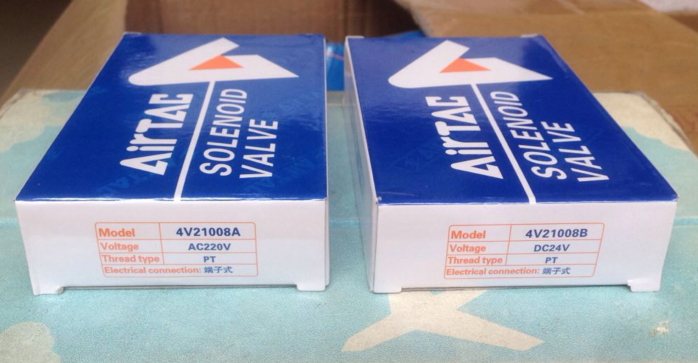 AirTAC
SOLENOID
VALVE
Model 4V21008A
Voltage AC220V
Thread type PT
Electrical connection: 端子式
AirTAC
SOLENOID
VALVE
Model 4V21008B
Voltage DC24V
Thread type PT
Electrical connection: 端子式